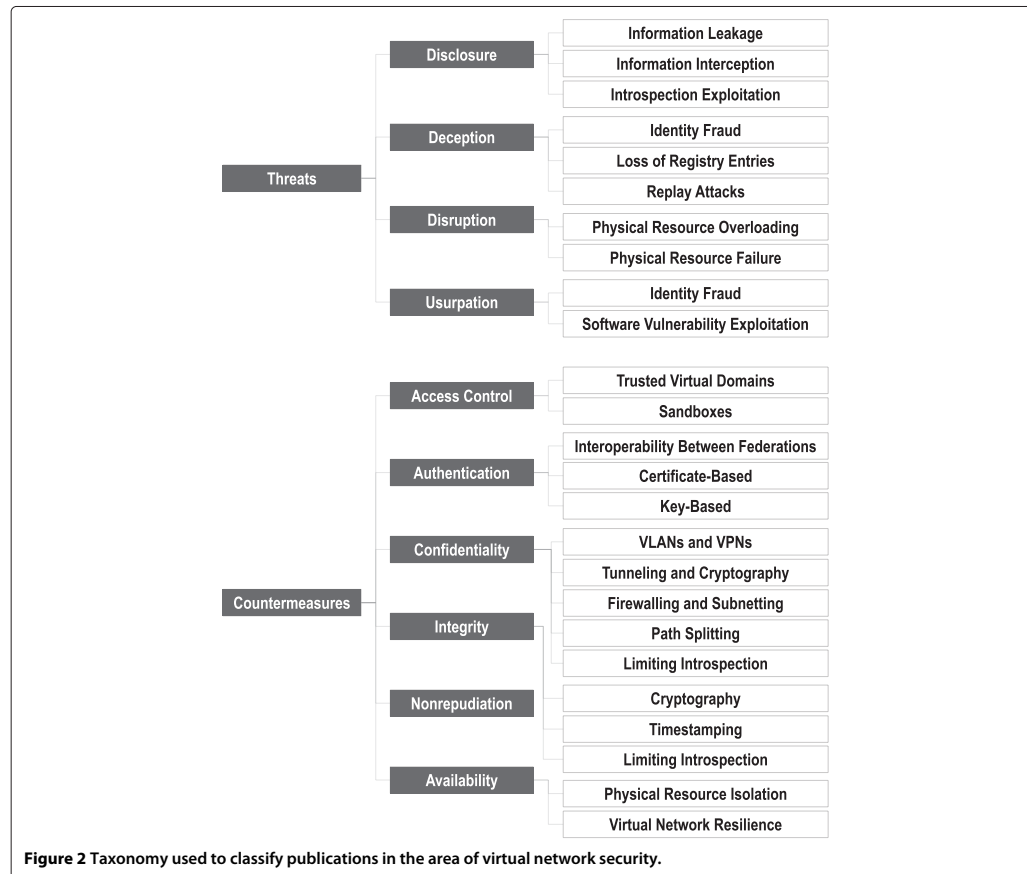 Threats
Disclosure
Information Leakage
Information Interception
Introspection Exploitation
Deception
Identity Fraud
Loss of Registry Entries
Replay Attacks
Disruption
Physical Resource Overloading
Physical Resource Failure
Usurpation
Identity Fraud
Software Vulnerability Exploitation
Countermeasures
Access Control
Trusted Virtual Domains
Sandboxes
Authentication
Interoperability Between Federations
Certificate-Based
Key-Based
Confidentiality
VLANs and VPNs
Tunneling and Cryptography
Firewalling and Subnetting
Path Splitting
Limiting Introspection
Integrity
Cryptography
Timestamping
Limiting Introspection
Nonrepudiation
Availability
Physical Resource Isolation
Virtual Network Resilience
Figure 2 Taxonomy used to classify publications in the area of virtual network security.